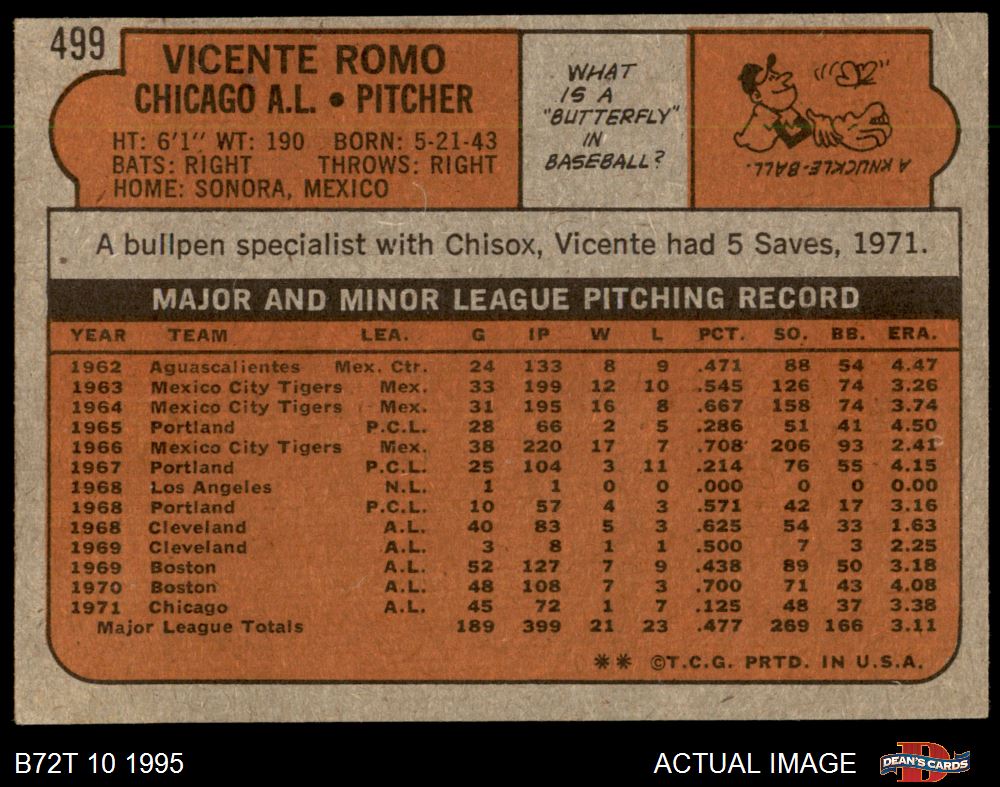 499
VICENTE ROMO
CHICAGO A.L. • PITCHER
HT: 6'1" WT: 190 BORN: 5-21-43
BATS: RIGHT THROWS: RIGHT
HOME: SONORA, MEXICO
WHAT
IS A
"BUTTERFLY"
IN
BASEBALL?
A KNUCKLE-BALL.
A bullpen specialist with Chisox, Vicente had 5 Saves, 1971.
MAJOR AND MINOR LEAGUE PITCHING RECORD
YEAR TEAM LEA. G IP W L PCT. SO. BB. ERA.
1962 Aguascalientes Mex. Ctr. 24 133 8 9 .471 88 54 4.47
1963 Mexico City Tigers Mex. 33 199 12 10 .545 126 74 3.26
1964 Mexico City Tigers Mex. 31 195 16 8 .667 158 74 3.74
1965 Portland P.C.L. 28 66 2 5 .286 51 41 4.50
1966 Mexico City Tigers Mex. 38 220 17 7 .708 206 93 2.41
1967 Portland P.C.L. 25 104 3 11 .214 76 55 4.15
1968 Los Angeles N.L. 1 1 0 0 .000 0 0 0.00
1968 Portland P.C.L. 10 57 4 3 .571 42 17 3.16
1968 Cleveland A.L. 40 83 5 3 .625 54 33 1.63
1969 Cleveland A.L. 3 8 1 1 .500 7 3 2.25
1969 Boston A.L. 52 127 7 9 .438 89 50 3.18
1970 Boston A.L. 48 108 7 3 .700 71 43 4.08
1971 Chicago A.L. 45 72 1 7 .125 48 37 3.38
Major League Totals 189 399 21 23 .477 269 166 3.11
** ©T.C.G. PRTD. IN U.S.A.
B72T 10 1995
ACTUAL IMAGE
D
DEAN'S CARDS